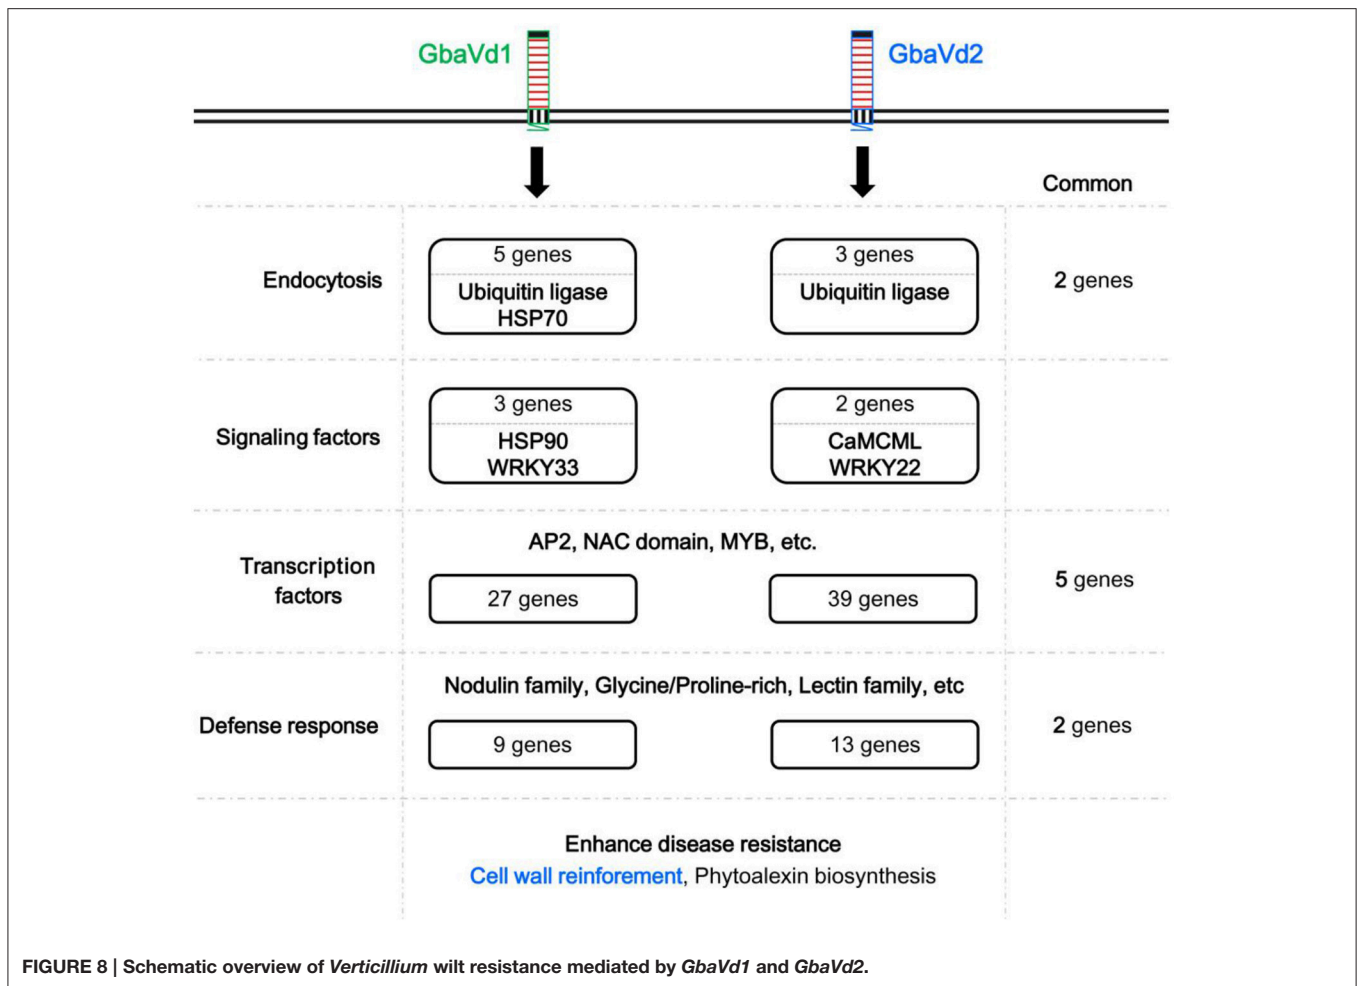 GbaVd1
GbaVd2
Common
Endocytosis
5 genes
Ubiquitin ligase
HSP70
3 genes
Ubiquitin ligase
2 genes
Signaling factors
3 genes
HSP90
WRKY33
2 genes
CaMCML
WRKY22
Transcription
factors
AP2, NAC domain, MYB, etc.
27 genes
39 genes
5 genes
Defense response
Nodulin family, Glycine/Proline-rich, Lectin family, etc
9 genes
13 genes
2 genes
Enhance disease resistance
Cell wall reinforement, Phytoalexin biosynthesis
FIGURE 8 | Schematic overview of Verticillium wilt resistance mediated by GbaVd1 and GbaVd2.